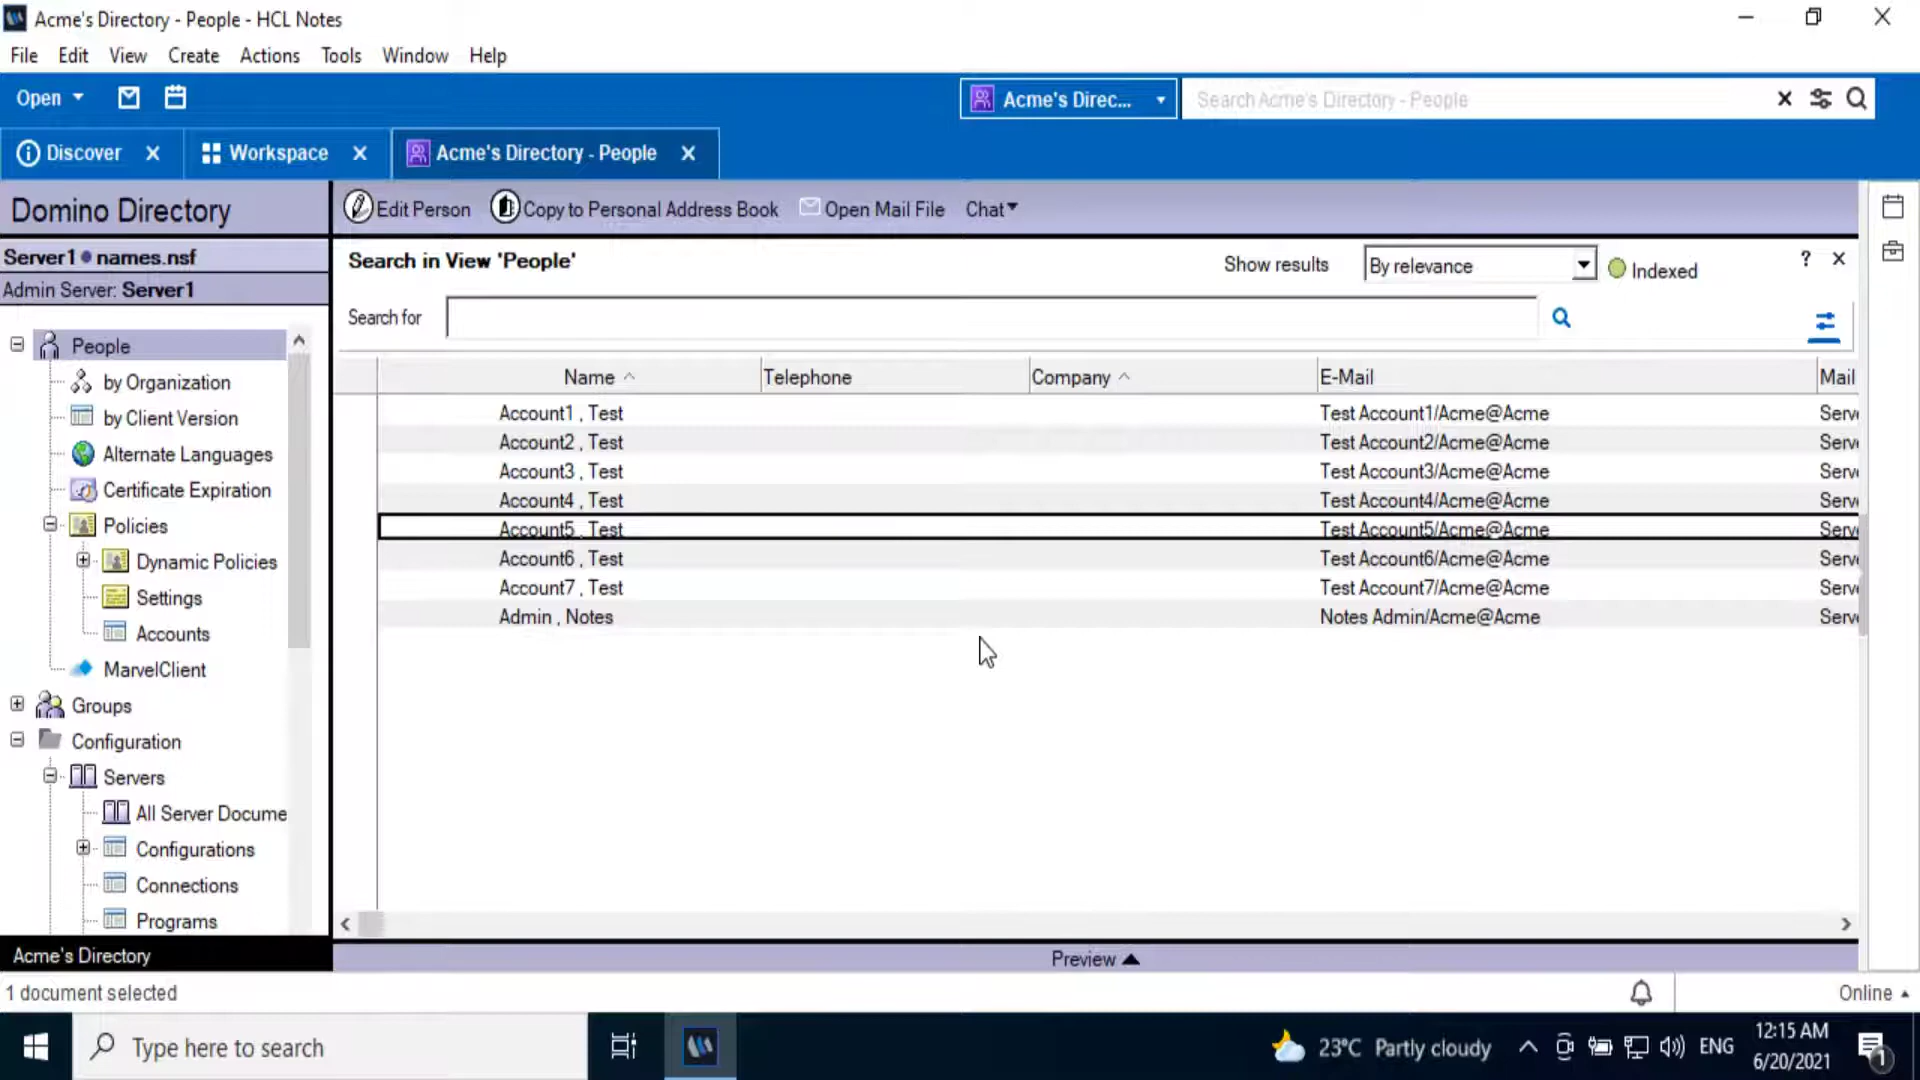 Acme's Directory - People - HCL Notes
File Edit View Create Actions Tools Window Help
Open Acme's Direc... Search Acme's Directory - People
Discover Workspace Acme's Directory - People
Domino Directory
Edit Person Copy to Personal Address Book Open Mail File Chat
Server1 names.nsf
Admin Server: Server1
Search in View 'People' Show results By relevance Indexed ?
Search for
People
by Organization
by Client Version
Alternate Languages
Certificate Expiration
Policies
Dynamic Policies
Settings
Accounts
MarvelClient
Groups
Configuration
Servers
All Server Docume
Configurations
Connections
Programs
Acme's Directory
Name Telephone Company E-Mail Mail
Account1 , Test Test Account1/Acme@Acme Serv
Account2 , Test Test Account2/Acme@Acme Serv
Account3 , Test Test Account3/Acme@Acme Serv
Account4 , Test Test Account4/Acme@Acme Serv
Account5 , Test Test Account5/Acme@Acme Serv
Account6 , Test Test Account6/Acme@Acme Serv
Account7 , Test Test Account7/Acme@Acme Serv
Admin , Notes Notes Admin/Acme@Acme Serv
Preview
1 document selected Online
Type here to search 23°C Partly cloudy ENG 12:15 AM
6/20/2021
1